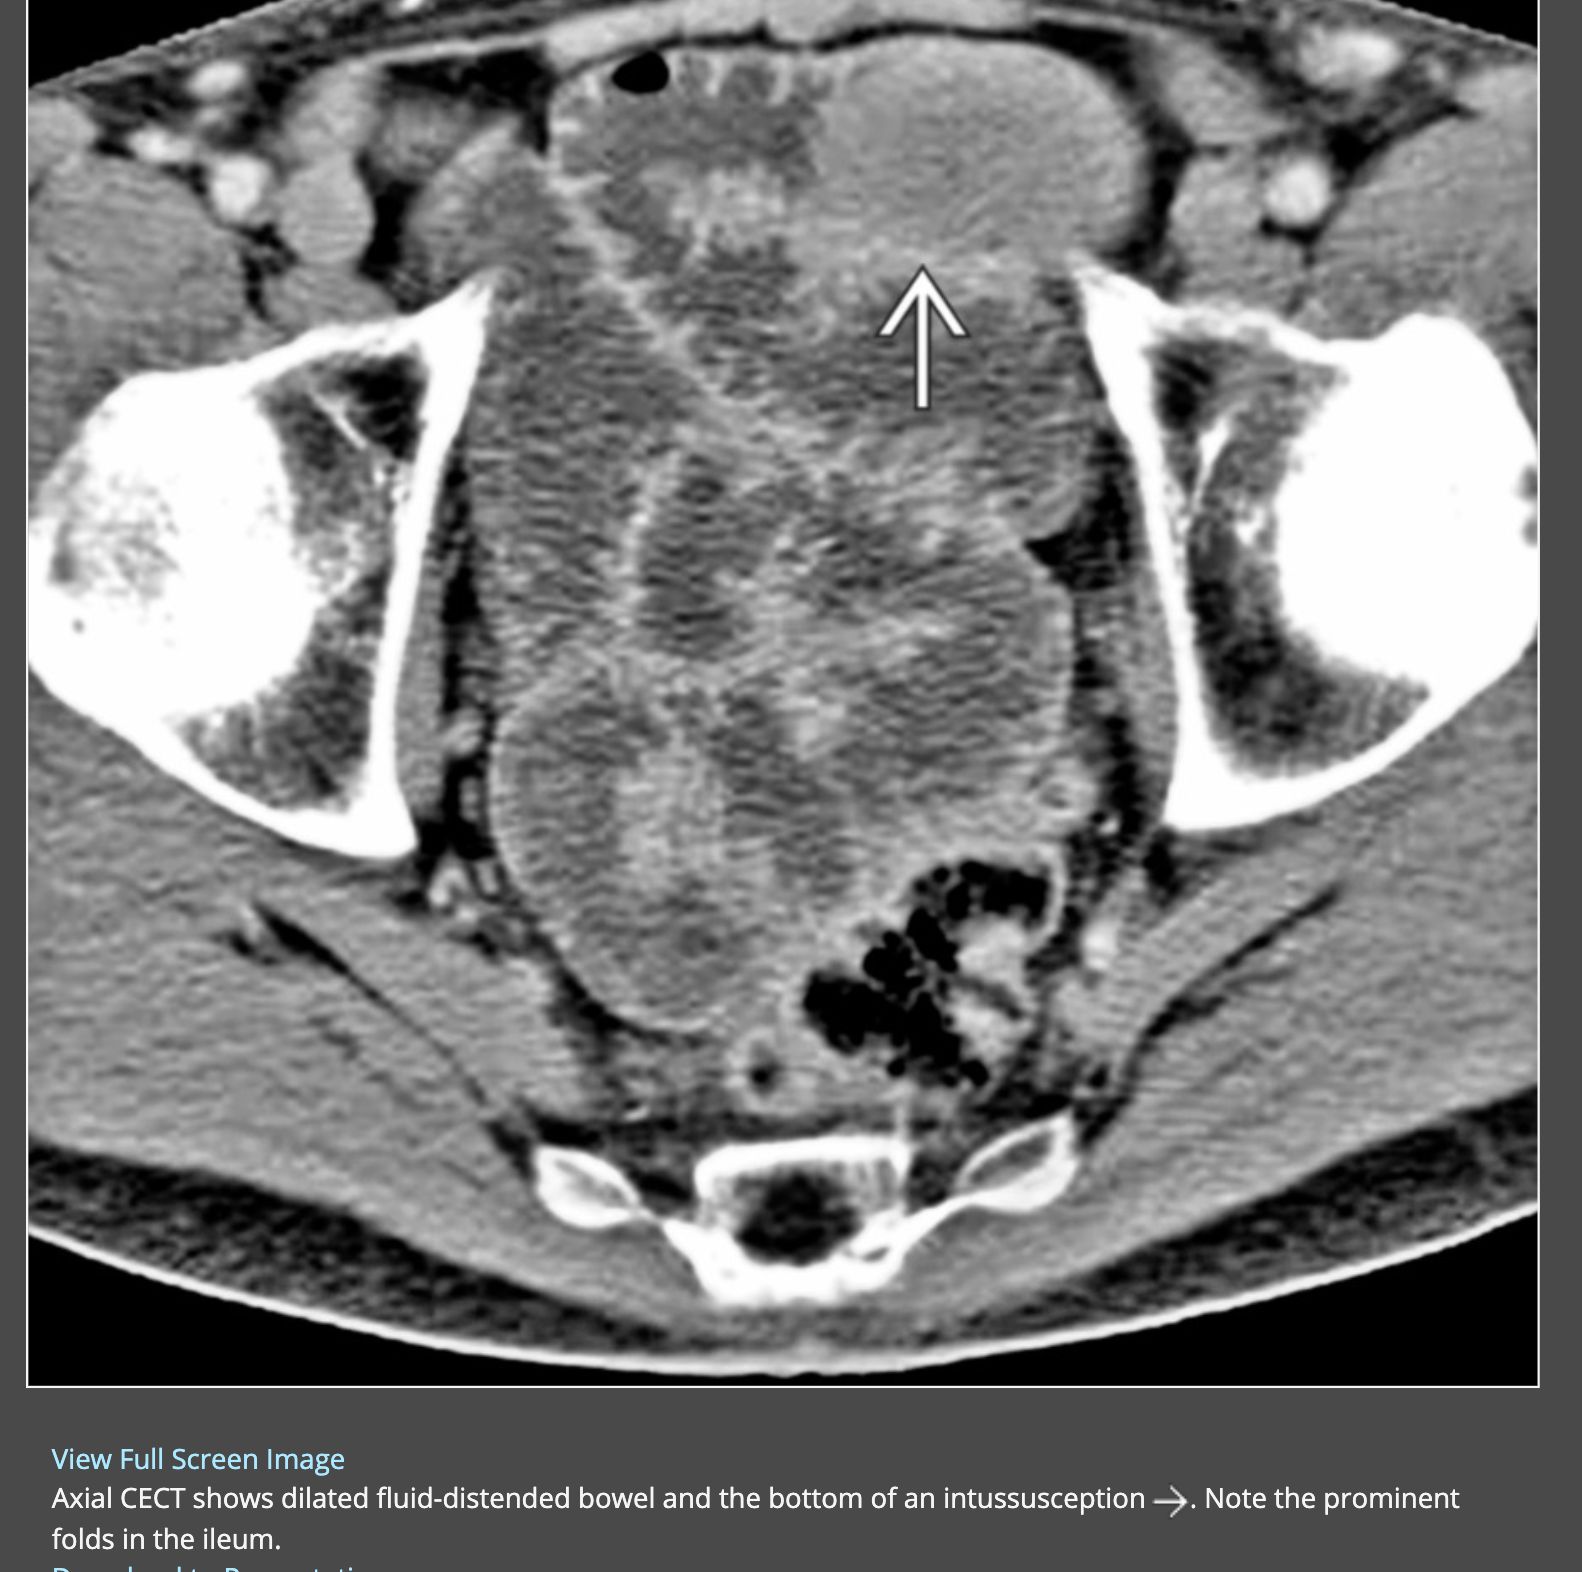 View Full Screen Image
Axial CECT shows dilated fluid-distended bowel and the bottom of an intussusception →. Note the prominent
folds in the ileum.